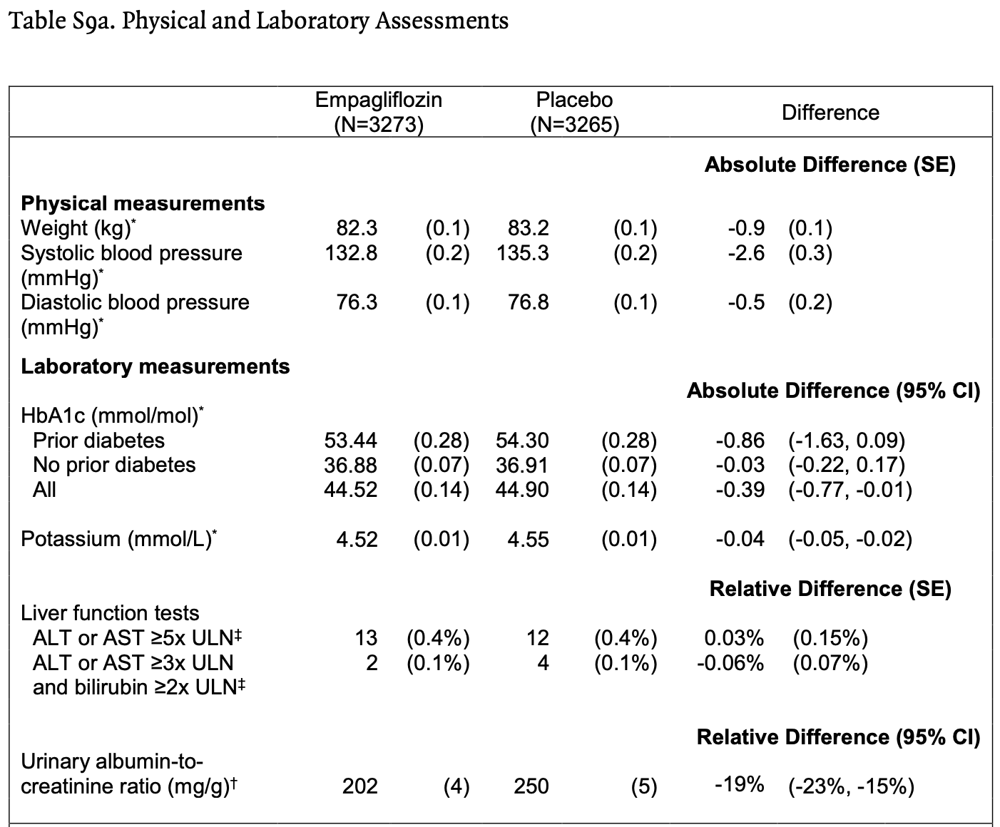 Table S9a. Physical and Laboratory Assessments
Empagliflozin (N=3273) Placebo (N=3265) Difference
Absolute Difference (SE)
Physical measurements
Weight (kg)* 82.3 (0.1) 83.2 (0.1) -0.9 (0.1)
Systolic blood pressure 132.8 (0.2) 135.3 (0.2) -2.6 (0.3)
(mmHg)*
Diastolic blood pressure 76.3 (0.1) 76.8 (0.1) -0.5 (0.2)
(mmHg)*
Laboratory measurements
Absolute Difference (95% CI)
HbA1c (mmol/mol)*
Prior diabetes 53.44 (0.28) 54.30 (0.28) -0.86 (-1.63, 0.09)
No prior diabetes 36.88 (0.07) 36.91 (0.07) -0.03 (-0.22, 0.17)
All 44.52 (0.14) 44.90 (0.14) -0.39 (-0.77, -0.01)
Potassium (mmol/L)* 4.52 (0.01) 4.55 (0.01) -0.04 (-0.05, -0.02)
Relative Difference (SE)
Liver function tests
ALT or AST ≥5x ULN‡ 13 (0.4%) 12 (0.4%) 0.03% (0.15%)
ALT or AST ≥3x ULN 2 (0.1%) 4 (0.1%) -0.06% (0.07%)
and bilirubin ≥2x ULN‡
Relative Difference (95% CI)
Urinary albumin-to-
creatinine ratio (mg/g)† 202 (4) 250 (5) -19% (-23%, -15%)